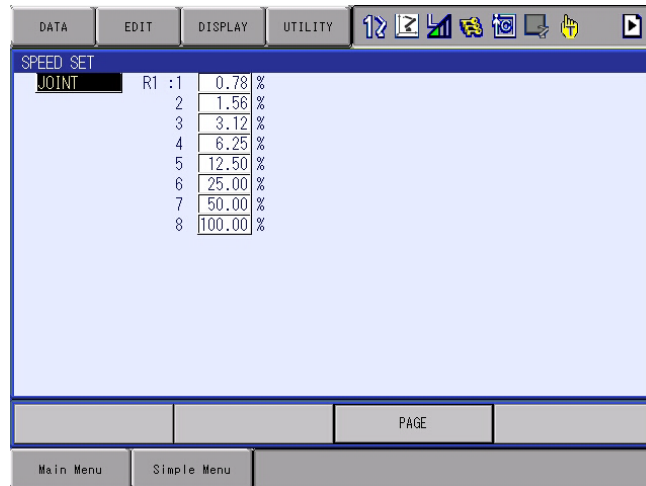 DATA EDIT DISPLAY UTILITY
SPEED SET
JOINT R1 :1 0.78 %
2 1.56 %
3 3.12 %
4 6.25 %
5 12.50 %
6 25.00 %
7 50.00 %
8 100.00 %
PAGE
Main Menu Simple Menu